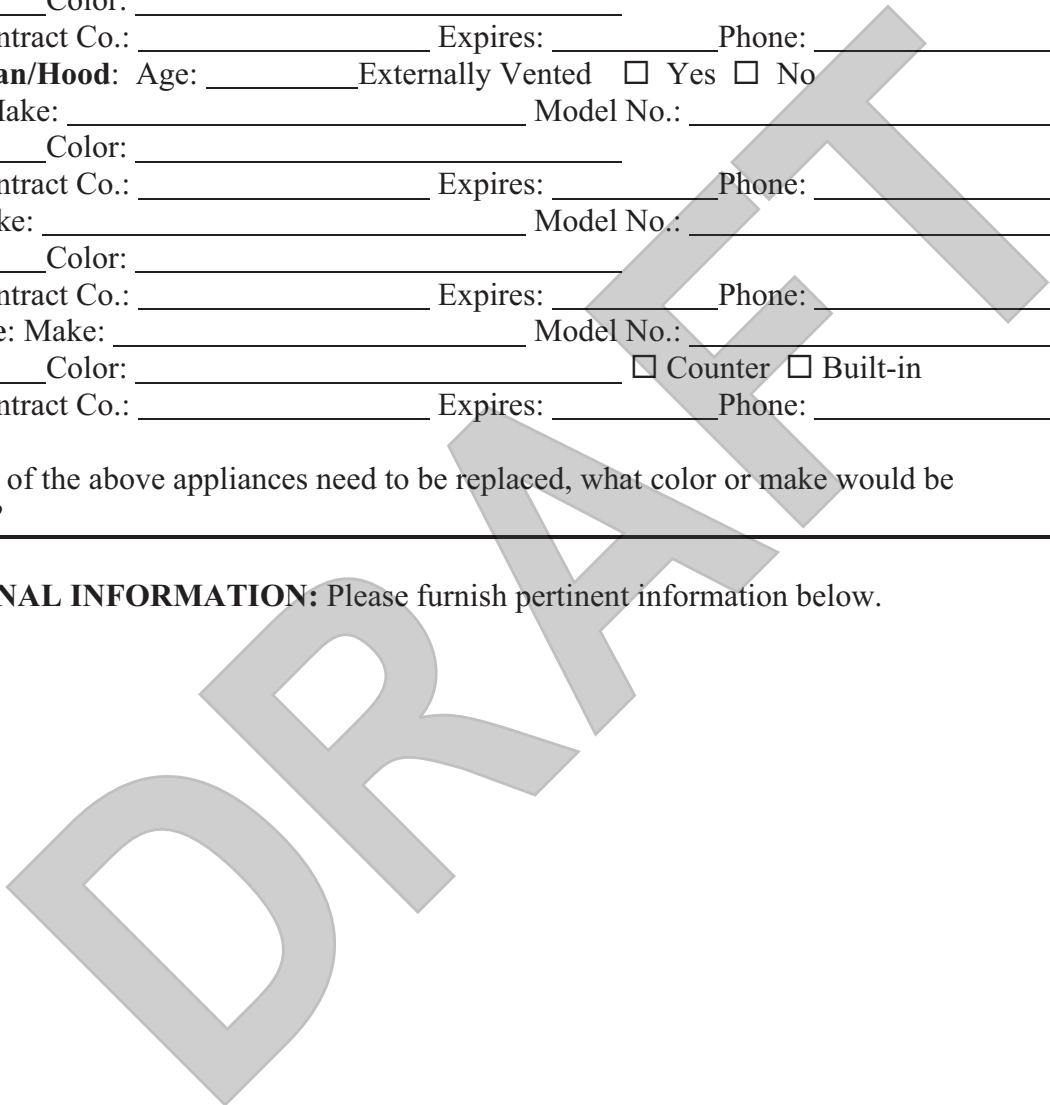 Color:
ntract Co.: Expires: Phone:
an/Hood: Age: Externally Vented ☐ Yes ☐ No
Make: Model No.:
Color:
ntract Co.: Expires: Phone:
ke: Model No.:
Color:
ntract Co.: Expires: Phone:
e: Make: Model No.:
Color: ☐ Counter ☐ Built-in
ntract Co.: Expires: Phone:
of the above appliances need to be replaced, what color or make would be
?
NAL INFORMATION: Please furnish pertinent information below.
DRAFT